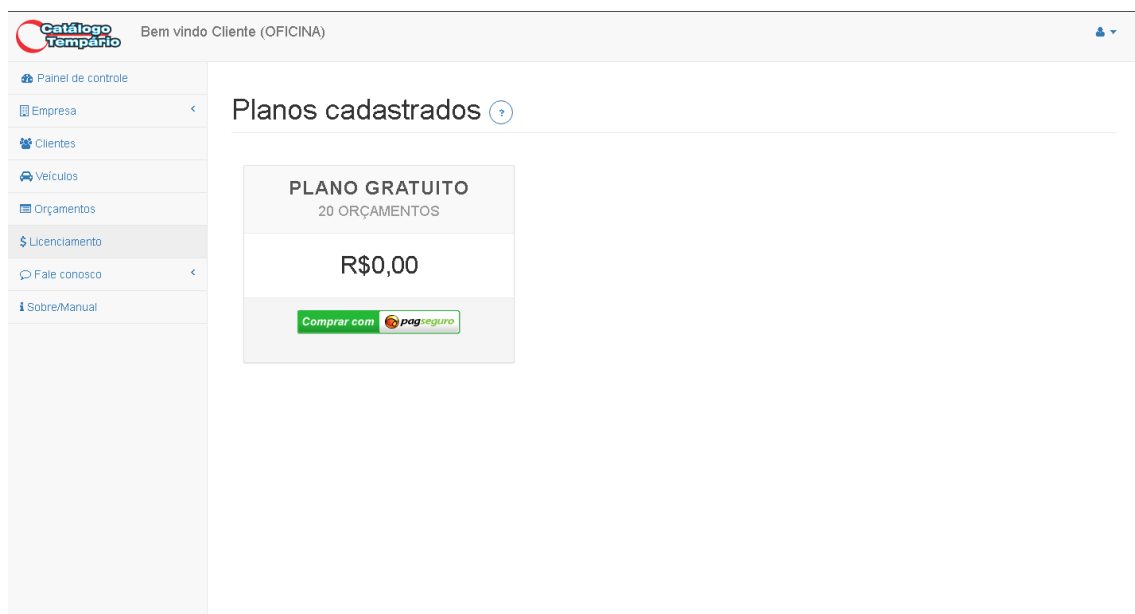 Catálogo
Tempário
Bem vindo Cliente (OFICINA)
Painel de controle
Empresa
Clientes
Veículos
Orçamentos
Licenciamento
Fale conosco
Sobre/Manual
Planos cadastrados ?
PLANO GRATUITO
20 ORÇAMENTOS
R$0,00
Comprar com pagseguro